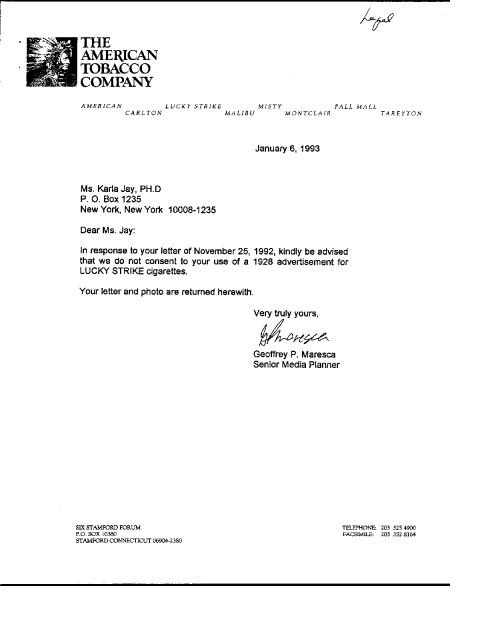 Legal
THE
AMERICAN
TOBACCO
COMPANY
AMERICAN LUCKY STRIKE MISTY PALL MALL
CARLTON MALIBU MONTCLAIR TAREYTON
January 6, 1993
Ms. Karla Jay, PH.D
P. O. Box 1235
New York, New York 10008-1235
Dear Ms. Jay:
In response to your letter of November 25, 1992, kindly be advised
that we do not consent to your use of a 1928 advertisement for
LUCKY STRIKE cigarettes.
Your letter and photo are returned herewith.
Very truly yours,
GPMaresca
Geoffrey P. Maresca
Senior Media Planner
SIX STAMFORD FORUM TELEPHONE: 203 325 4900
P.O. BOX 10380 FACSIMILE: 203 352 8164
STAMFORD CONNECTICUT 06904-2380